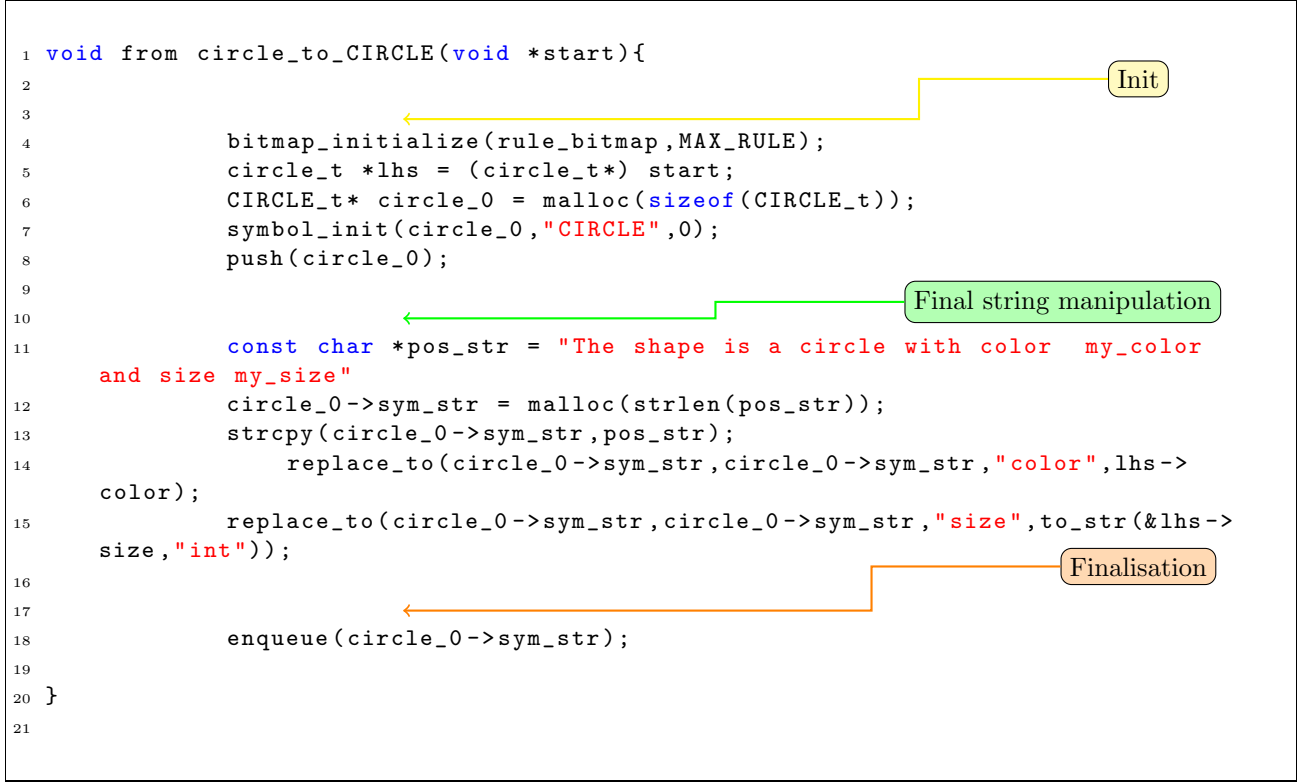 1 void from circle_to_CIRCLE(void *start){
Init
2
3
4 bitmap_initialize(rule_bitmap,MAX_RULE);
5 circle_t *lhs = (circle_t*) start;
6 CIRCLE_t* circle_0 = malloc(sizeof(CIRCLE_t));
7 symbol_init(circle_0,"CIRCLE",0);
8 push(circle_0);
9
Final string manipulation
10
11 const char *pos_str = "The shape is a circle with color  my_color
and size my_size"
12 circle_0->sym_str = malloc(strlen(pos_str));
13 strcpy(circle_0->sym_str,pos_str);
14 replace_to(circle_0->sym_str,circle_0->sym_str,"color",lhs->
color);
15 replace_to(circle_0->sym_str,circle_0->sym_str,"size",to_str(&lhs->
size,"int"));
Finalisation
16
17
18 enqueue(circle_0->sym_str);
19
20 }
21